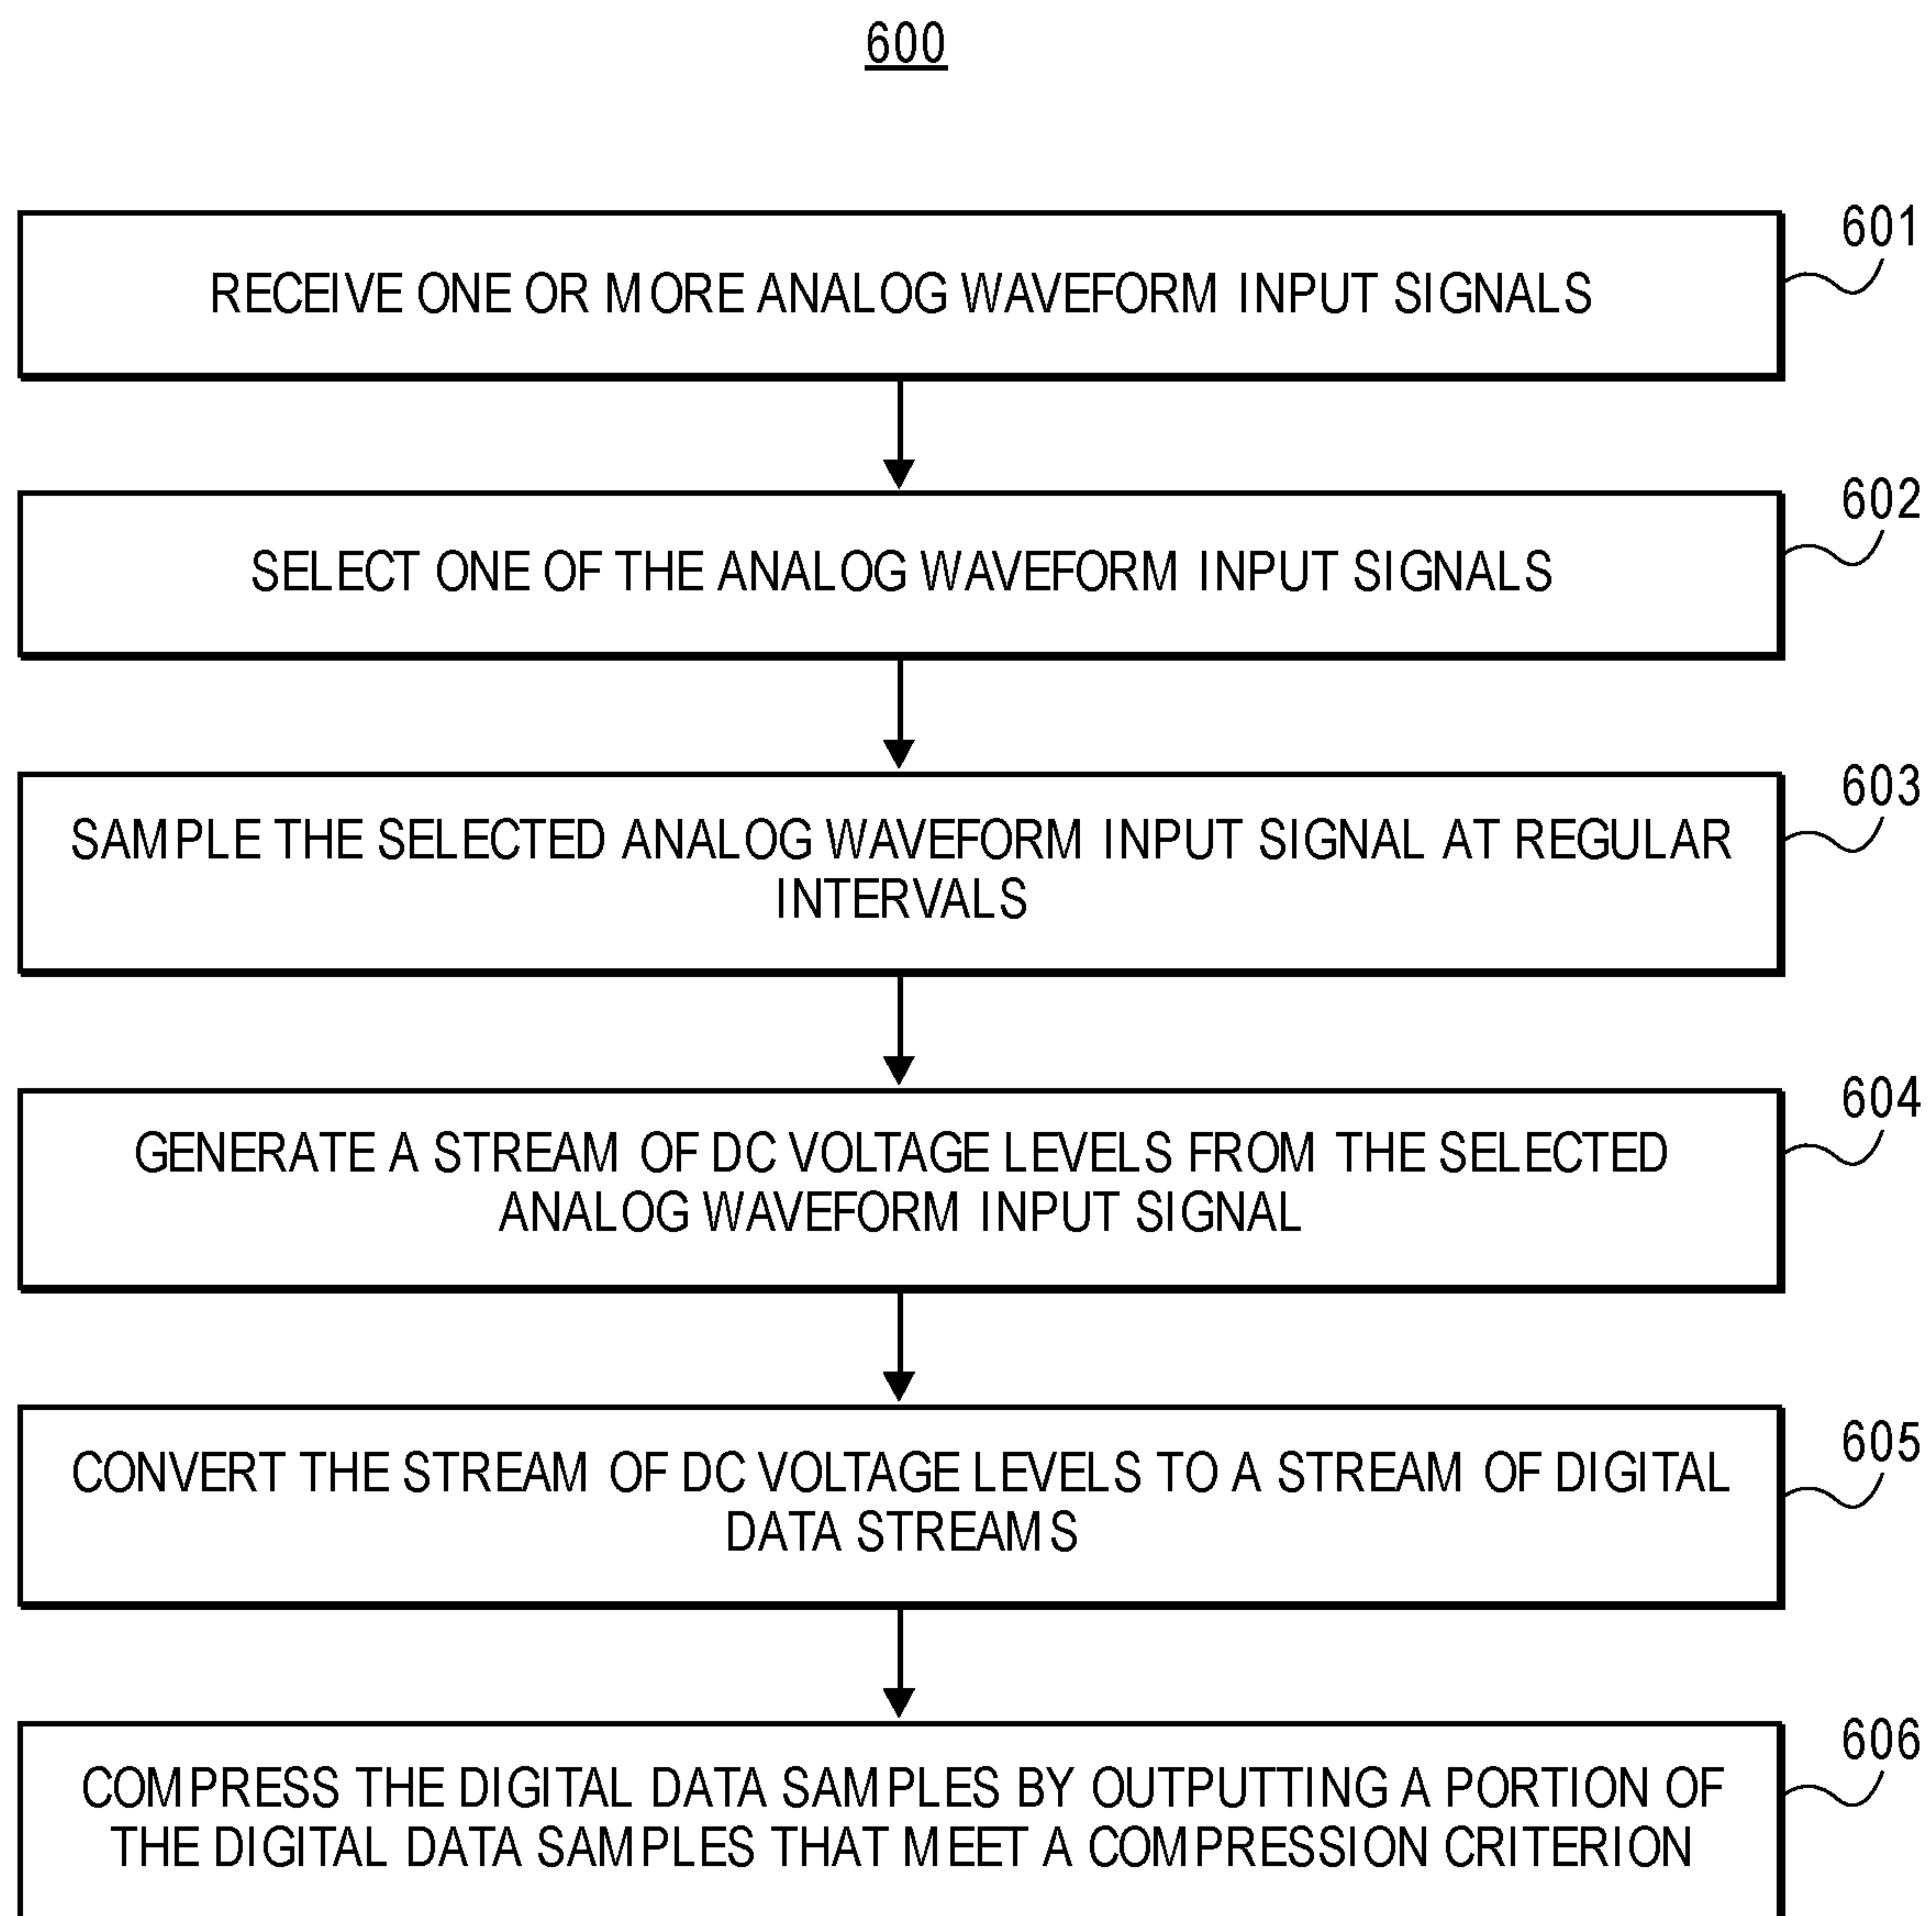 600
601
RECEIVE ONE OR MORE ANALOG WAVEFORM INPUT SIGNALS
602
SELECT ONE OF THE ANALOG WAVEFORM INPUT SIGNALS
603
SAMPLE THE SELECTED ANALOG WAVEFORM INPUT SIGNAL AT REGULAR
INTERVALS
604
GENERATE A STREAM OF DC VOLTAGE LEVELS FROM THE SELECTED
ANALOG WAVEFORM INPUT SIGNAL
605
CONVERT THE STREAM OF DC VOLTAGE LEVELS TO A STREAM OF DIGITAL
DATA STREAMS
606
COMPRESS THE DIGITAL DATA SAMPLES BY OUTPUTTING A PORTION OF
THE DIGITAL DATA SAMPLES THAT MEET A COMPRESSION CRITERION